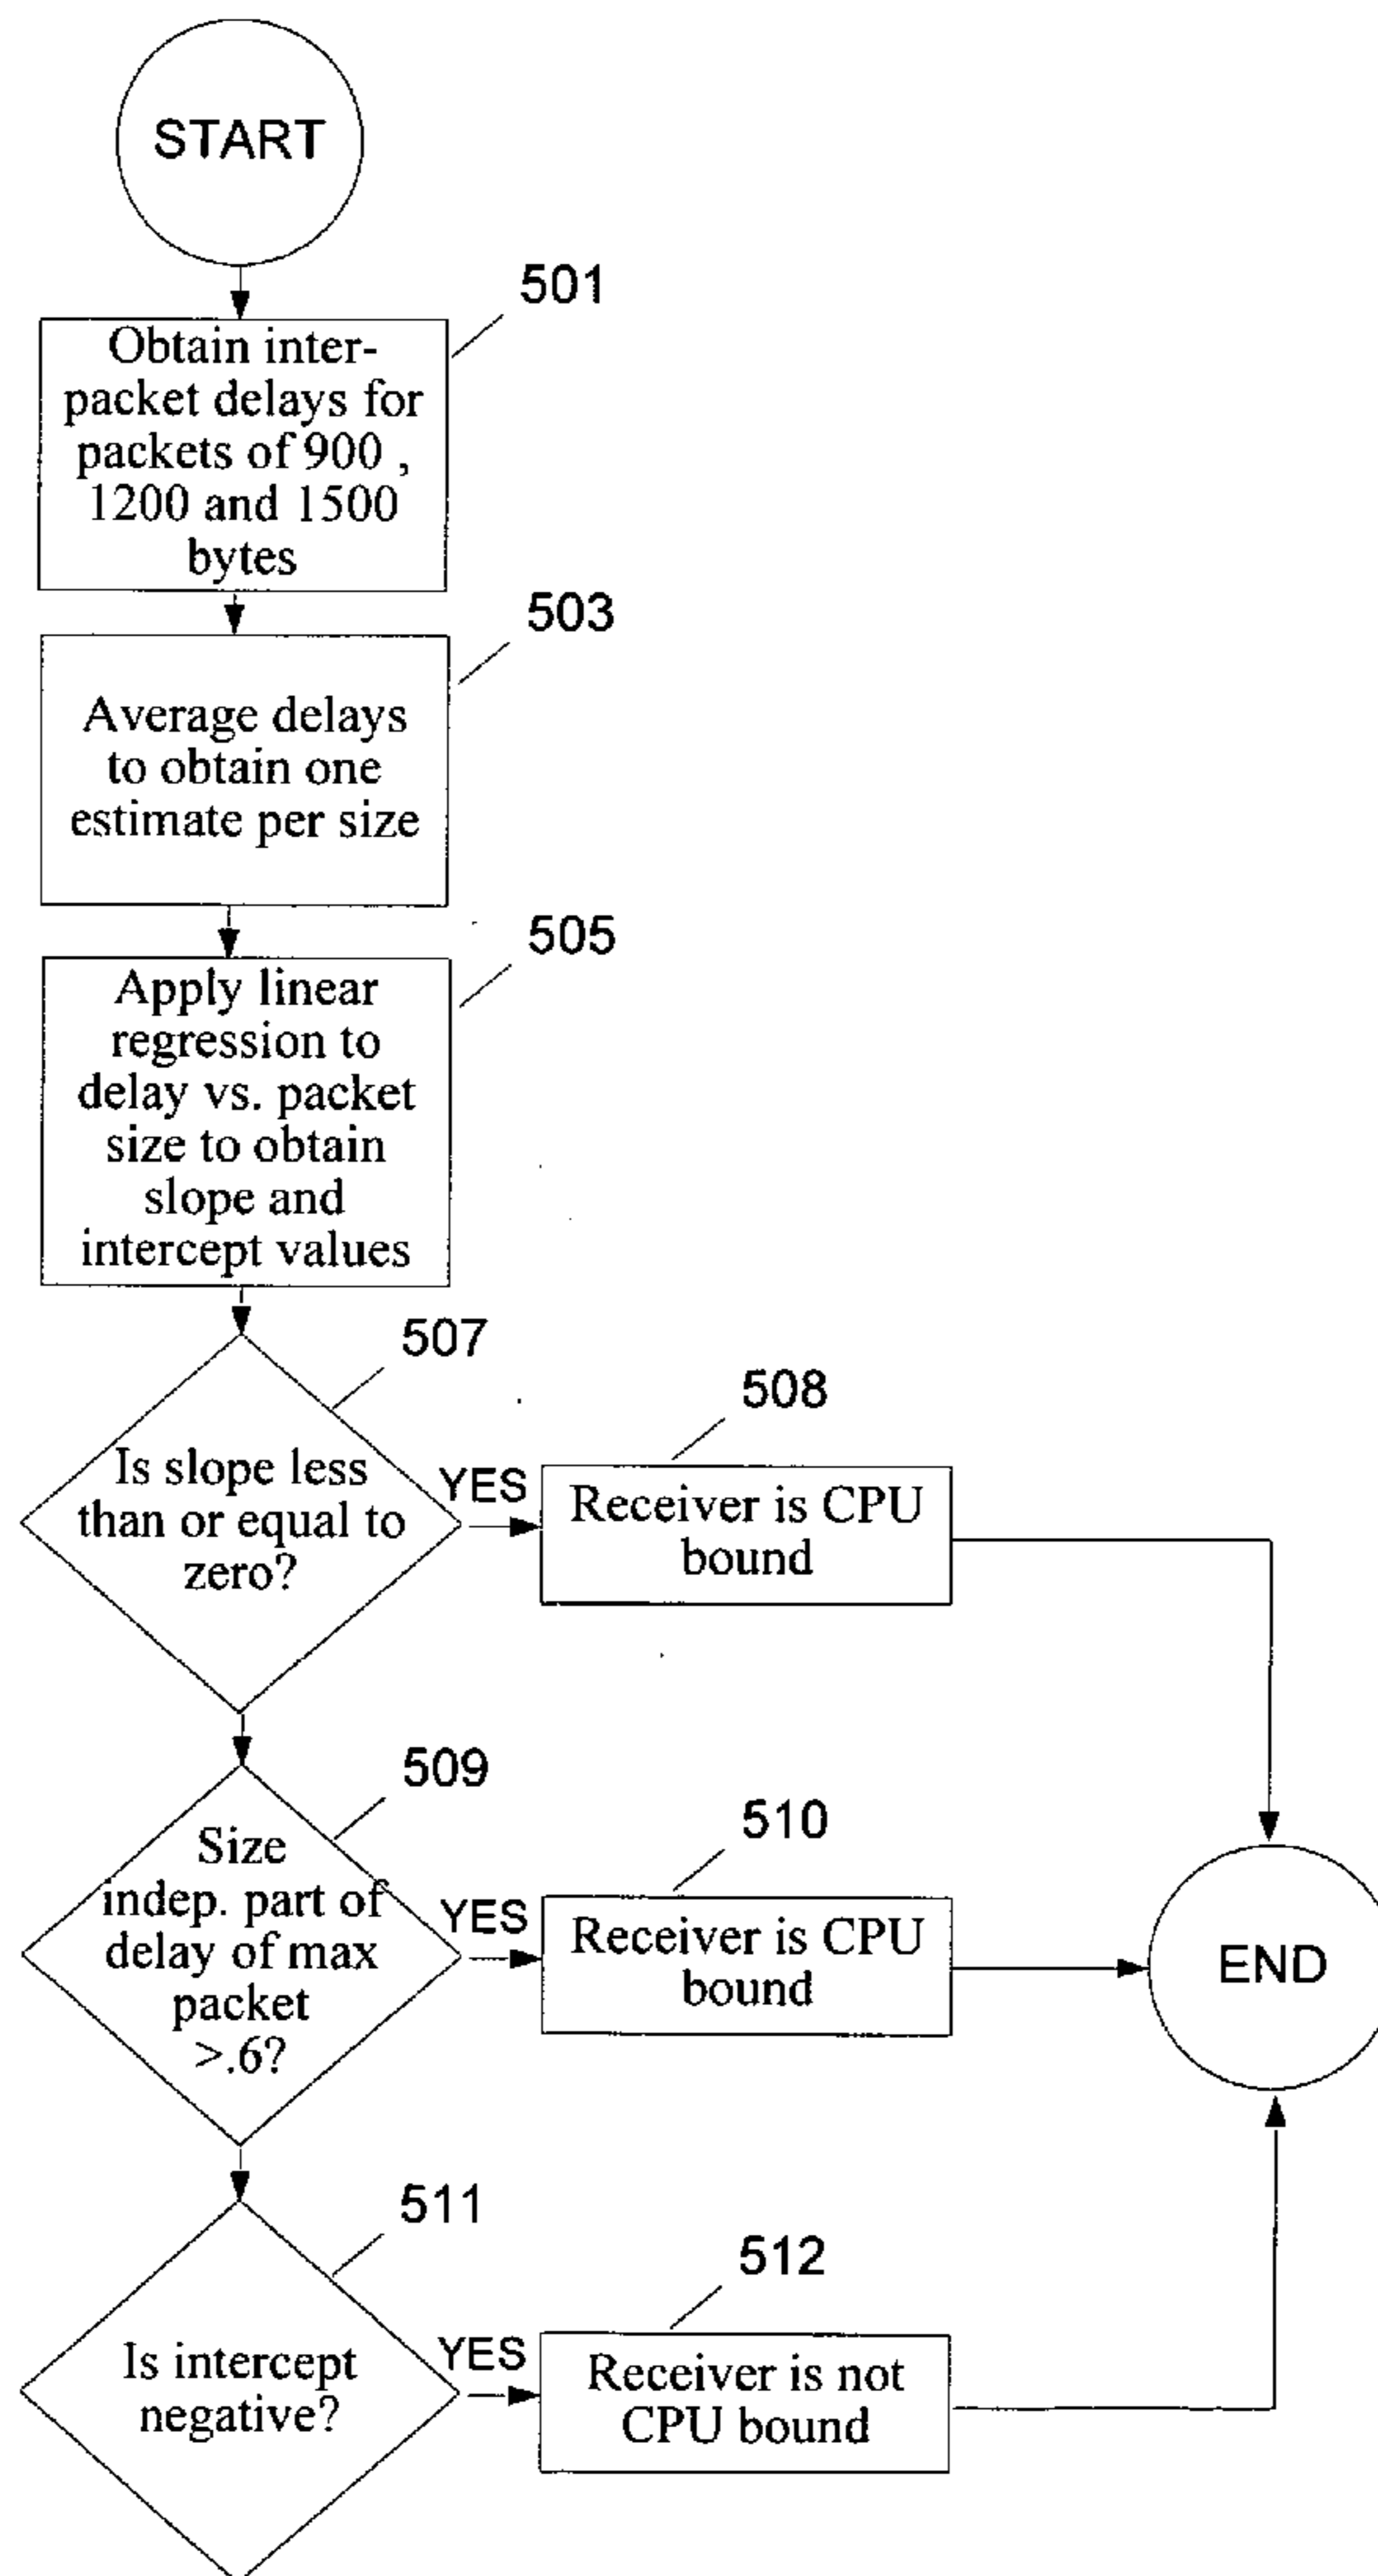 START
501
Obtain inter-
packet delays for
packets of 900 ,
1200 and 1500
bytes
503
Average delays
to obtain one
estimate per size
505
Apply linear
regression to
delay vs. packet
size to obtain
slope and
intercept values
507
Is slope less
than or equal to
zero?
YES
508
Receiver is CPU
bound
509
Size
indep. part of
delay of max
packet
>.6?
YES
510
Receiver is CPU
bound
END
511
Is intercept
negative?
YES
512
Receiver is not
CPU bound